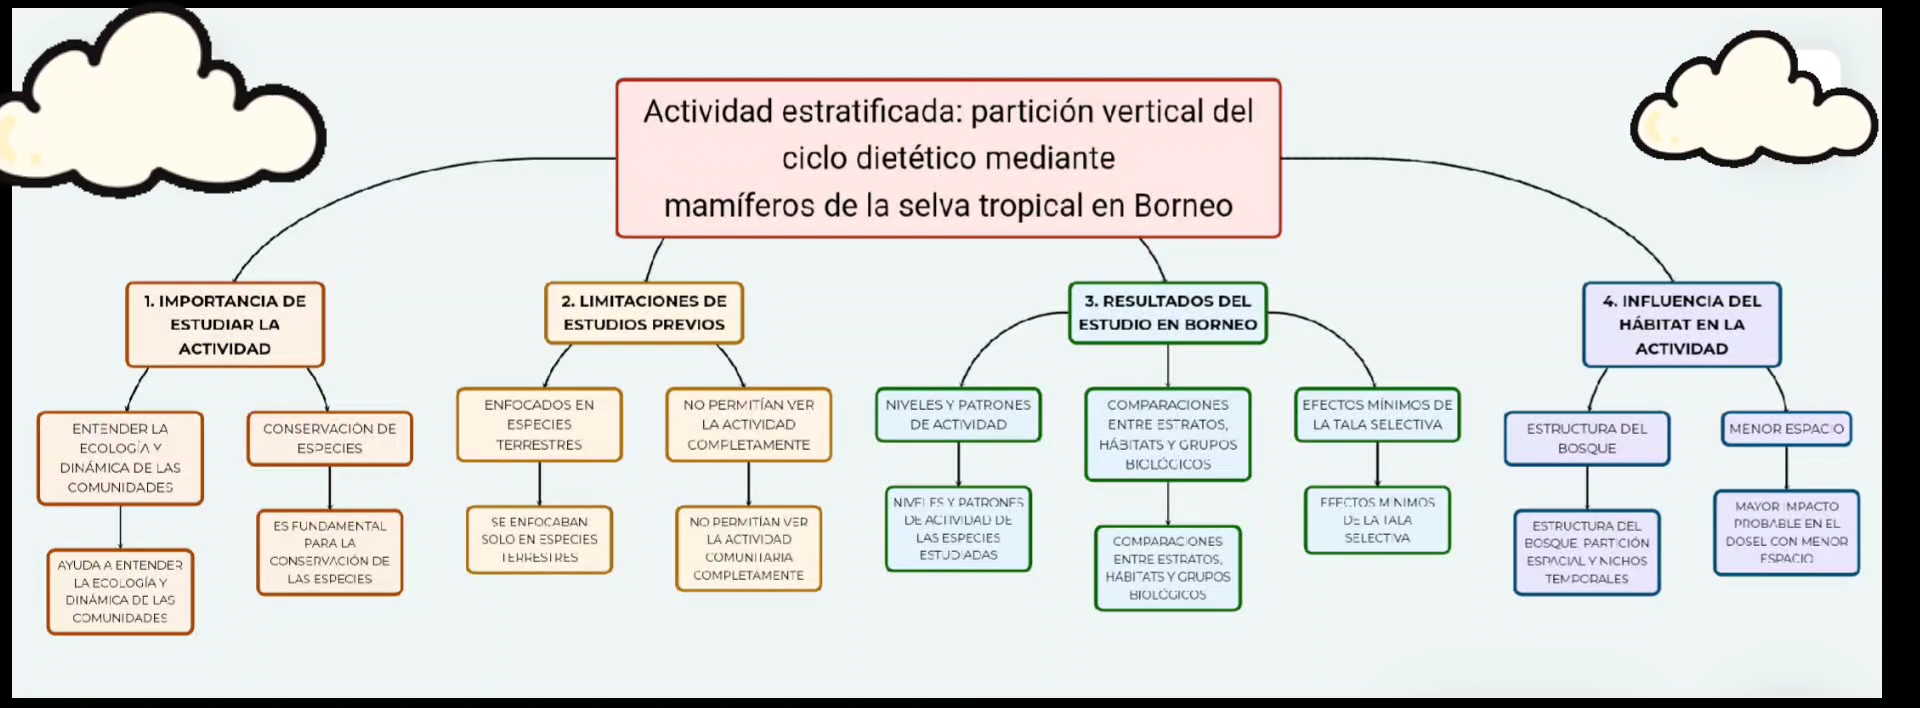 Actividad estratificada: partición vertical del
ciclo dietético mediante
mamíferos de la selva tropical en Borneo
1. IMPORTANCIA DE
ESTUDIAR LA
ACTIVIDAD
ENTENDER LA
ECOLOGÍA Y
DINÁMICA DE LAS
COMUNIDADES
AYUDA A ENTENDER
LA ECOLOGÍA Y
DINÁMICA DE LAS
COMUNIDADES
CONSERVACIÓN DE
ESPECIES
ES FUNDAMENTAL
PARA LA
CONSERVACIÓN DE
LAS ESPECIES
2. LIMITACIONES DE
ESTUDIOS PREVIOS
ENFOCADOS EN
ESPECIES
TERRESTRES
SE ENFOCABAN
SOLO EN ESPECIES
TERRESTRES
NO PERMITÍAN VER
LA ACTIVIDAD
COMPLETAMENTE
NO PERMITÍAN VER
LA ACTIVIDAD
COMUNITARIA
COMPLETAMENTE
3. RESULTADOS DEL
ESTUDIO EN BORNEO
NIVELES Y PATRONES
DE ACTIVIDAD
NIVELES Y PATRONES
DE ACTIVIDAD DE
LAS ESPECIES
ESTUDIADAS
COMPARACIONES
ENTRE ESTRATOS,
HÁBITATS Y GRUPOS
BIOLÓGICOS
COMPARACIONES
ENTRE ESTRATOS,
HÁBITATS Y GRUPOS
BIOLÓGICOS
EFECTOS MÍNIMOS DE
LA TALA SELECTIVA
EFECTOS MÍNIMOS
DE LA TALA
SELECTIVA
4. INFLUENCIA DEL
HÁBITAT EN LA
ACTIVIDAD
ESTRUCTURA DEL
BOSQUE
ESTRUCTURA DEL
BOSQUE, PARTICIÓN
ESPACIAL Y NICHOS
TEMPORALES
MENOR ESPACIO
MAYOR IMPACTO
PROBABLE EN EL
DOSEL CON MENOR
ESPACIO